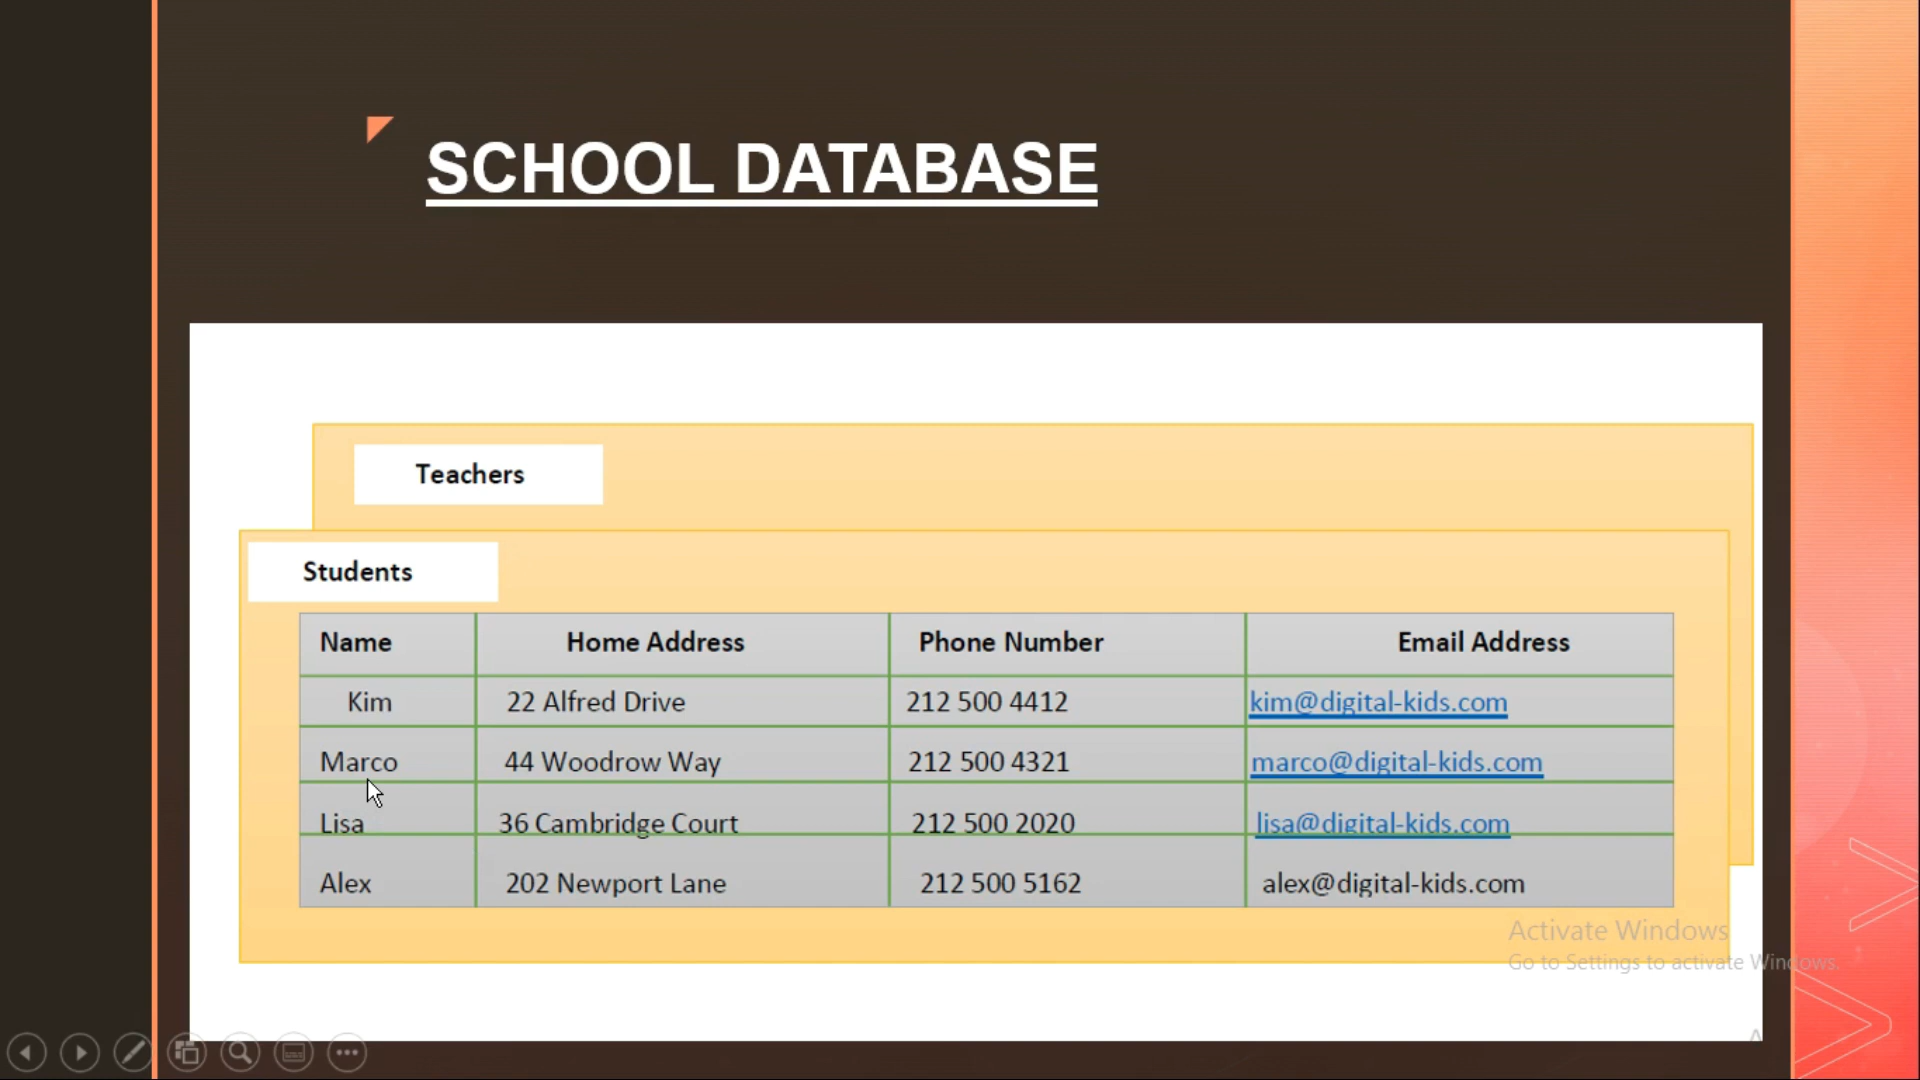 SCHOOL DATABASE
Teachers
Students
Name Home Address Phone Number Email Address
Kim 22 Alfred Drive 212 500 4412 kim@digital-kids.com
Marco 44 Woodrow Way 212 500 4321 marco@digital-kids.com
Lisa 36 Cambridge Court 212 500 2020 lisa@digital-kids.com
Alex 202 Newport Lane 212 500 5162 alex@digital-kids.com
Activate Windows
Go to Settings to activate Windows.